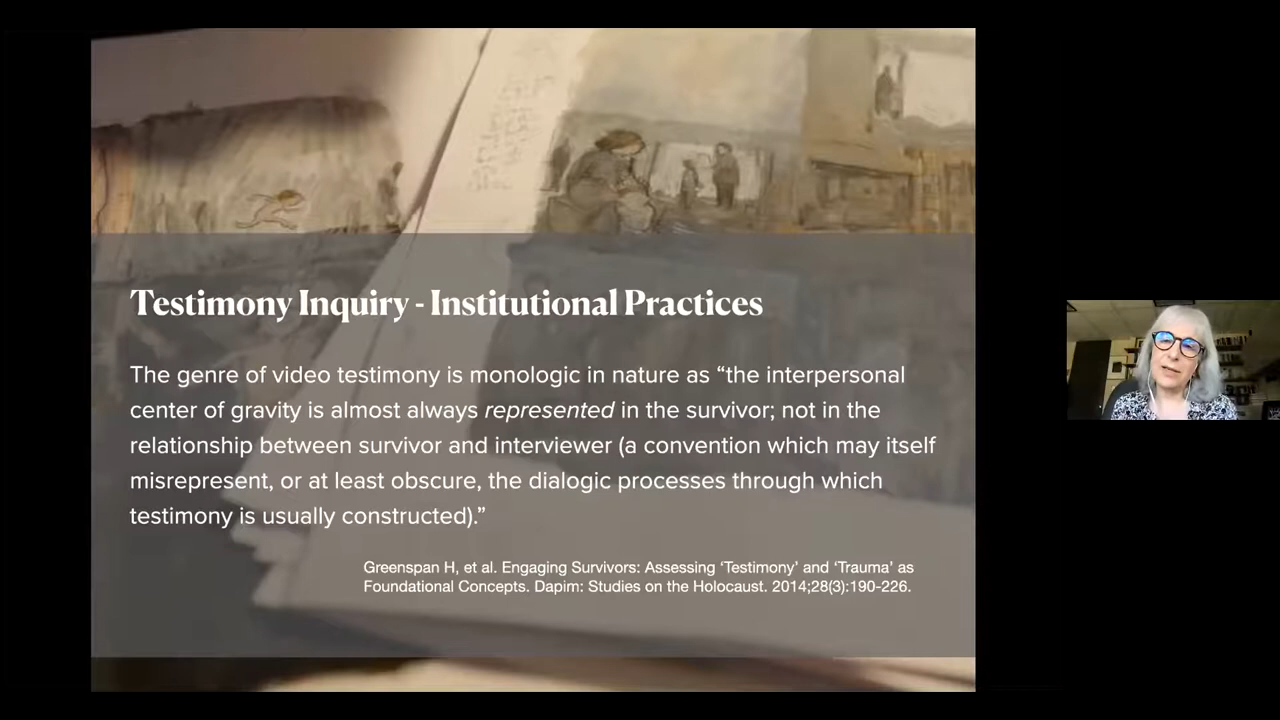 Testimony Inquiry - Institutional Practices
The genre of video testimony is monologic in nature as “the interpersonal
center of gravity is almost always represented in the survivor; not in the
relationship between survivor and interviewer (a convention which may itself
misrepresent, or at least obscure, the dialogic processes through which
testimony is usually constructed).”
Greenspan H, et al. Engaging Survivors: Assessing ‘Testimony’ and ‘Trauma’ as
Foundational Concepts. Dapim: Studies on the Holocaust. 2014;28(3):190-226.